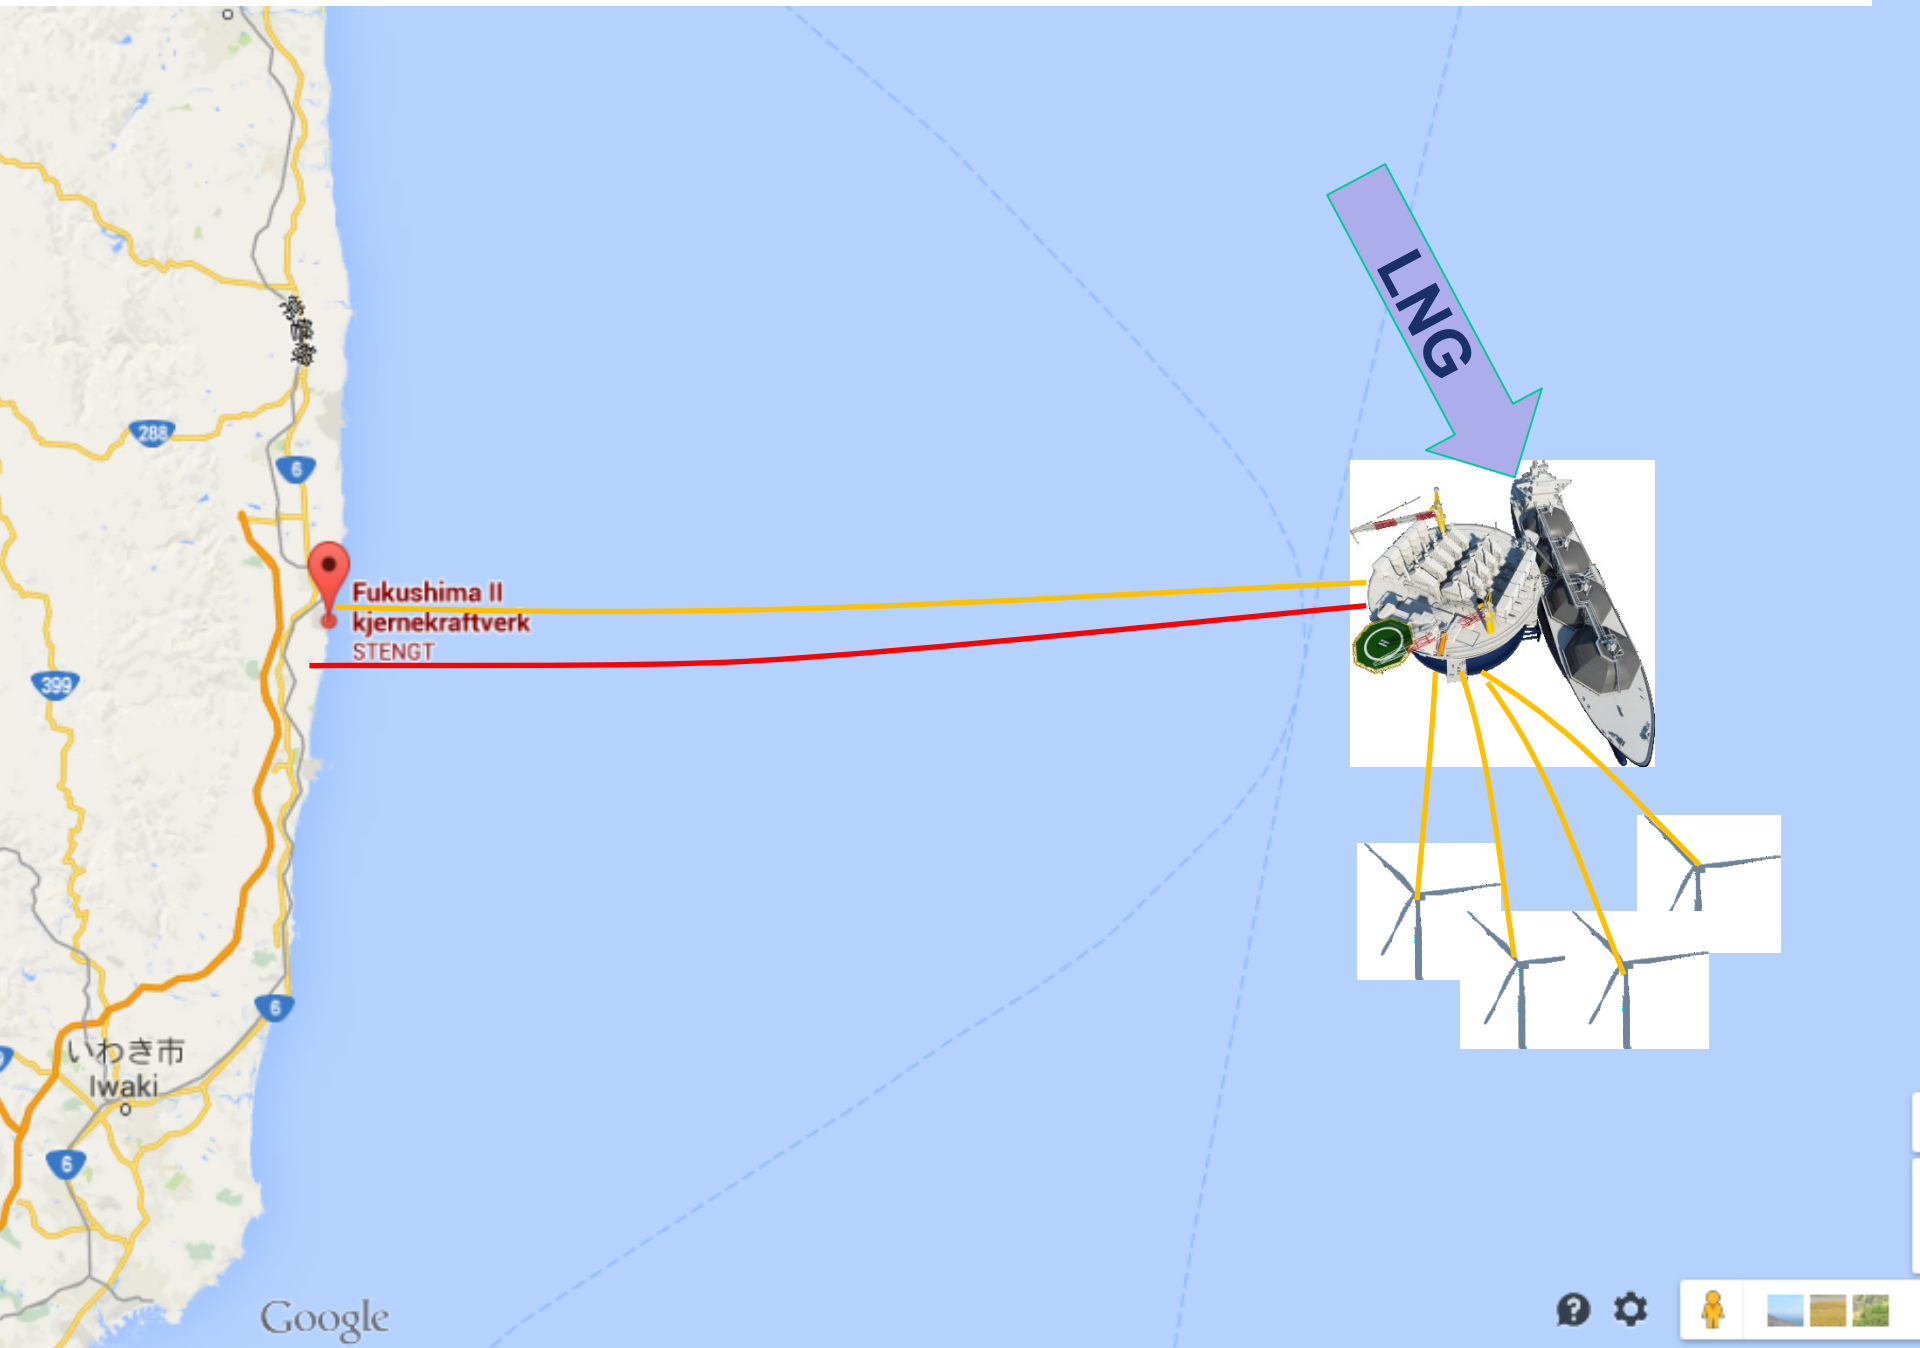 LNG
288
6
Fukushima II
kjernekraftverk
STENGT
399
6
いわき市
Iwaki
6
Google